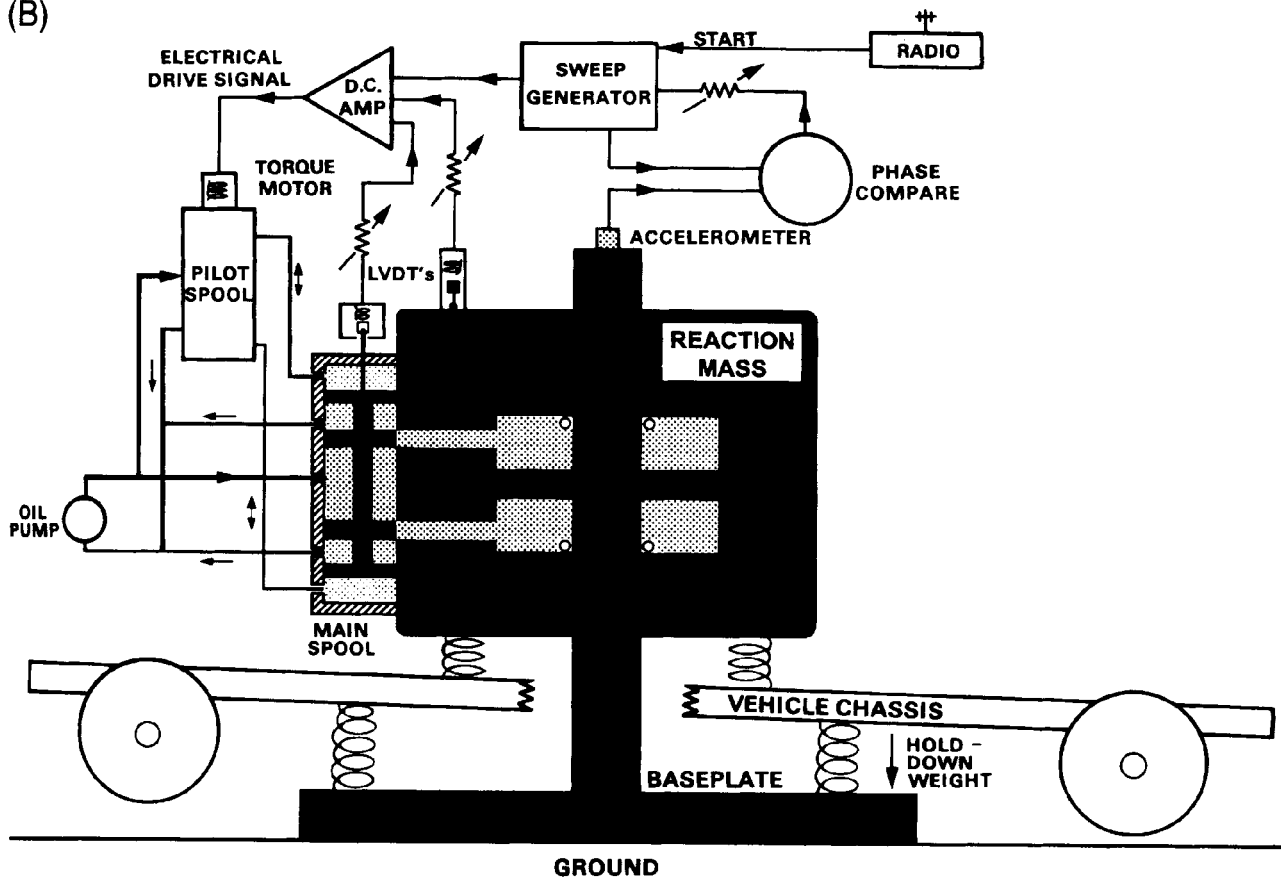 (B)
START
RADIO
ELECTRICAL
DRIVE SIGNAL
D.C.
AMP
SWEEP
GENERATOR
TORQUE
MOTOR
PHASE
COMPARE
ACCELEROMETER
PILOT
SPOOL
LVDT's
REACTION
MASS
OIL
PUMP
MAIN
SPOOL
VEHICLE CHASSIS
HOLD -
DOWN
WEIGHT
BASEPLATE
GROUND